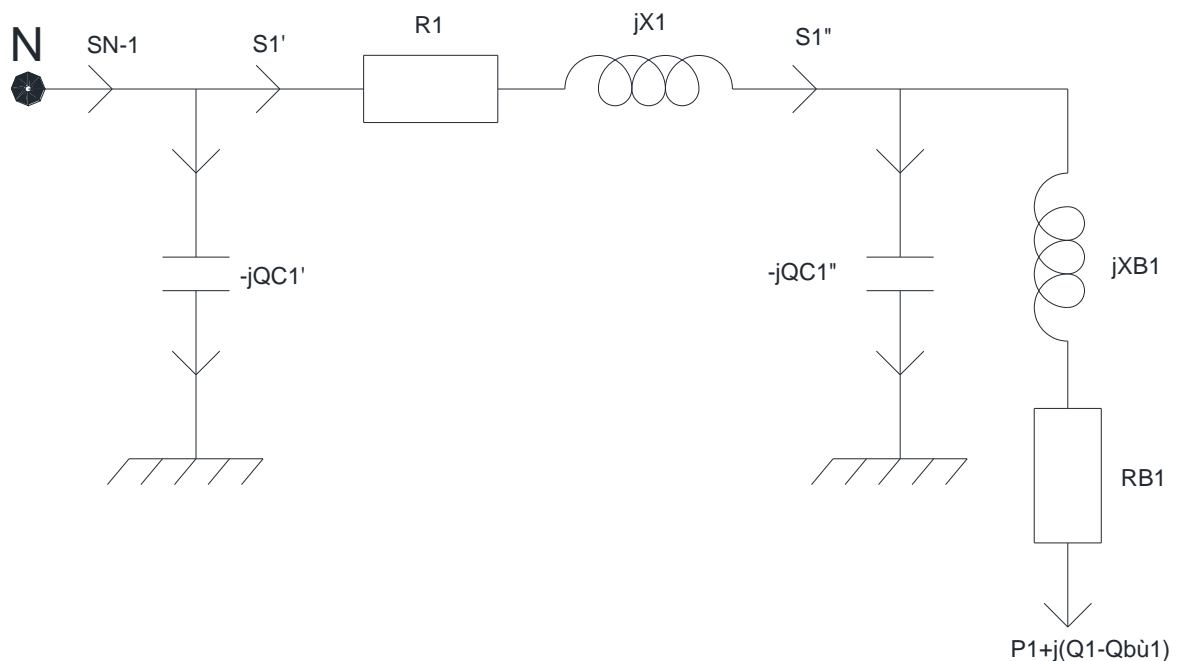 N
SN-1
S1'
R1
jX1
S1"
-jQC1'
-jQC1"
jXB1
RB1
P1+j(Q1-Qbù1)